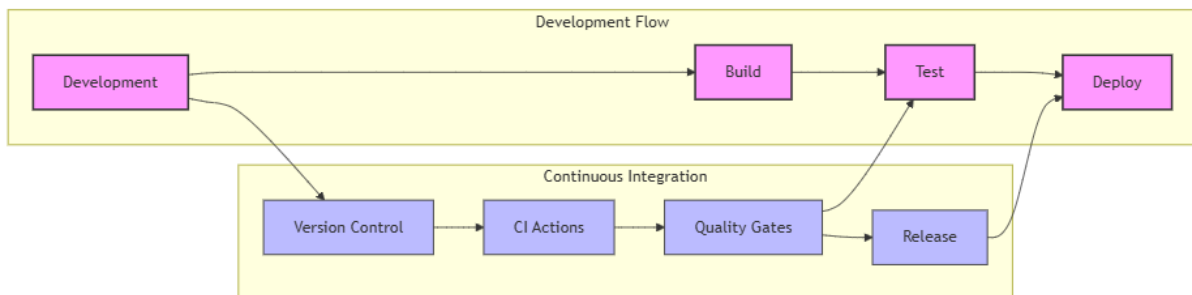 Development Flow
Development
Build
Test
Deploy
Continuous Integration
Version Control
CI Actions
Quality Gates
Release